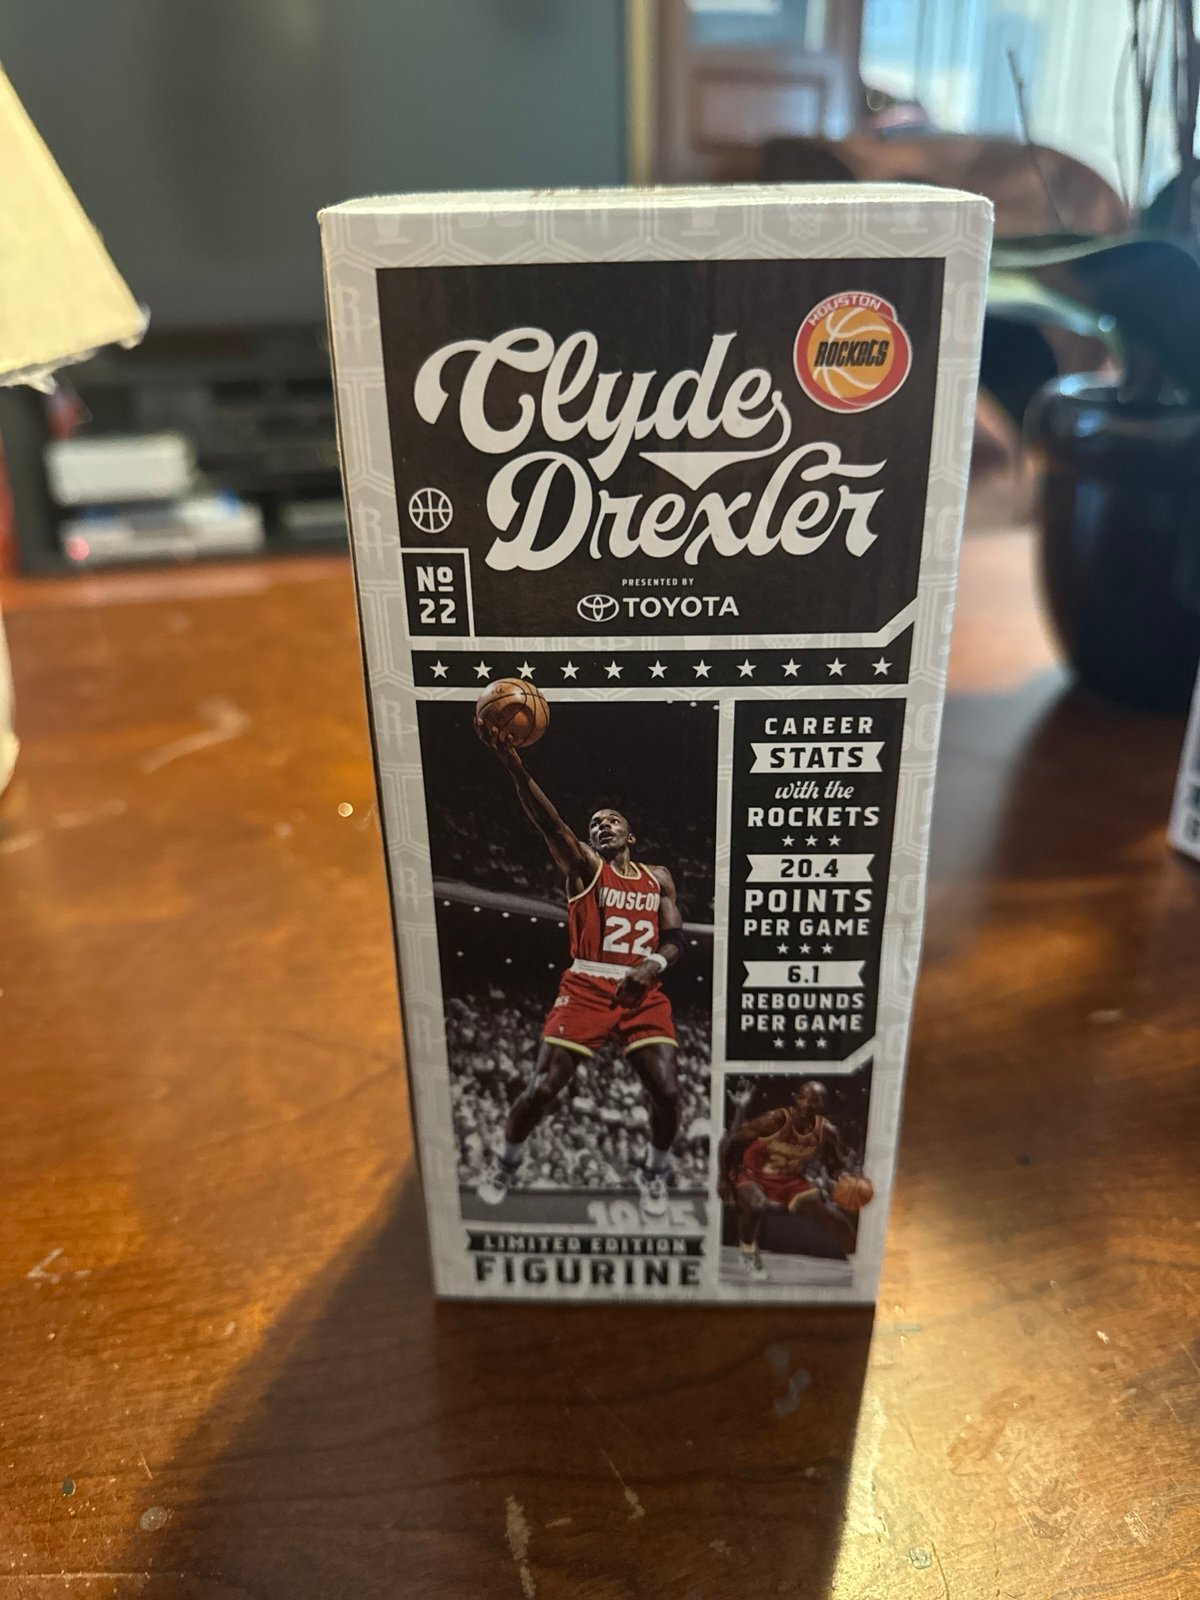 HOUSTON
ROCKETS
Clyde
Drexler
No
22
PRESENTED BY
TOYOTA
CAREER
STATS
with the
ROCKETS
20.4
POINTS
PER GAME
6.1
REBOUNDS
PER GAME
HOUSTON
22
LIMITED EDITION
FIGURINE